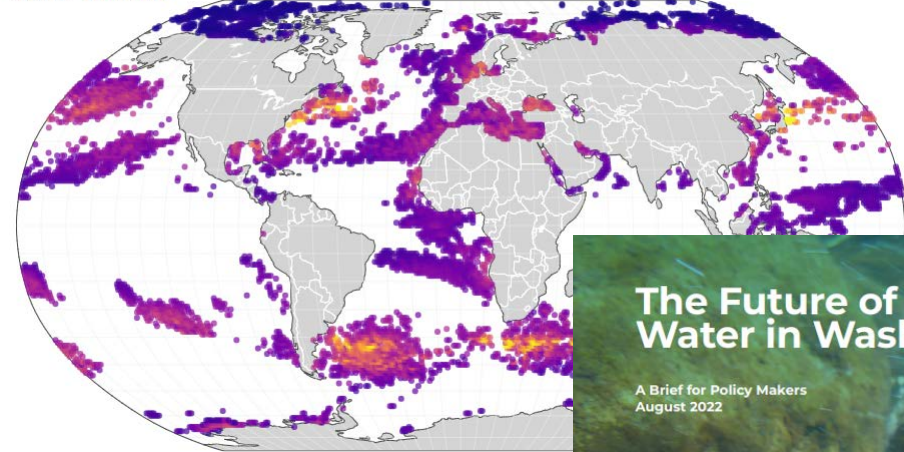 The Future of
Water in Wash
A Brief for Policy Makers
August 2022